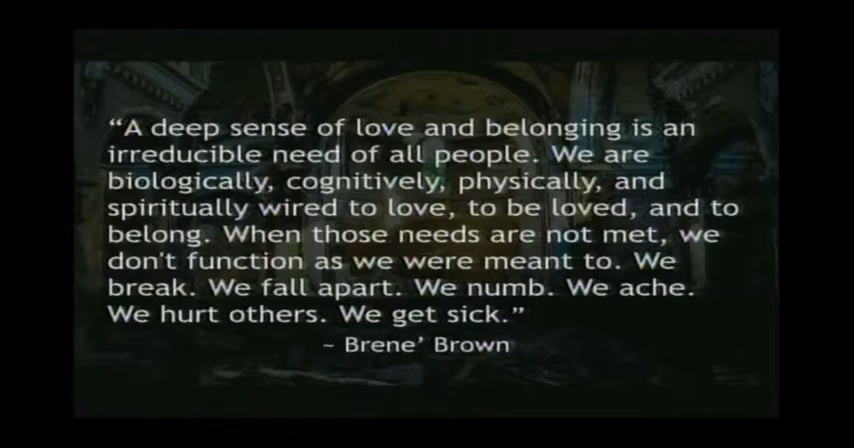 “A deep sense of love and belonging is an
irreducible need of all people. We are
biologically, cognitively, physically, and
spiritually wired to love, to be loved, and to
belong. When those needs are not met, we
don't function as we were meant to. We
break. We fall apart. We numb. We ache.
We hurt others. We get sick.”
~ Brene’ Brown